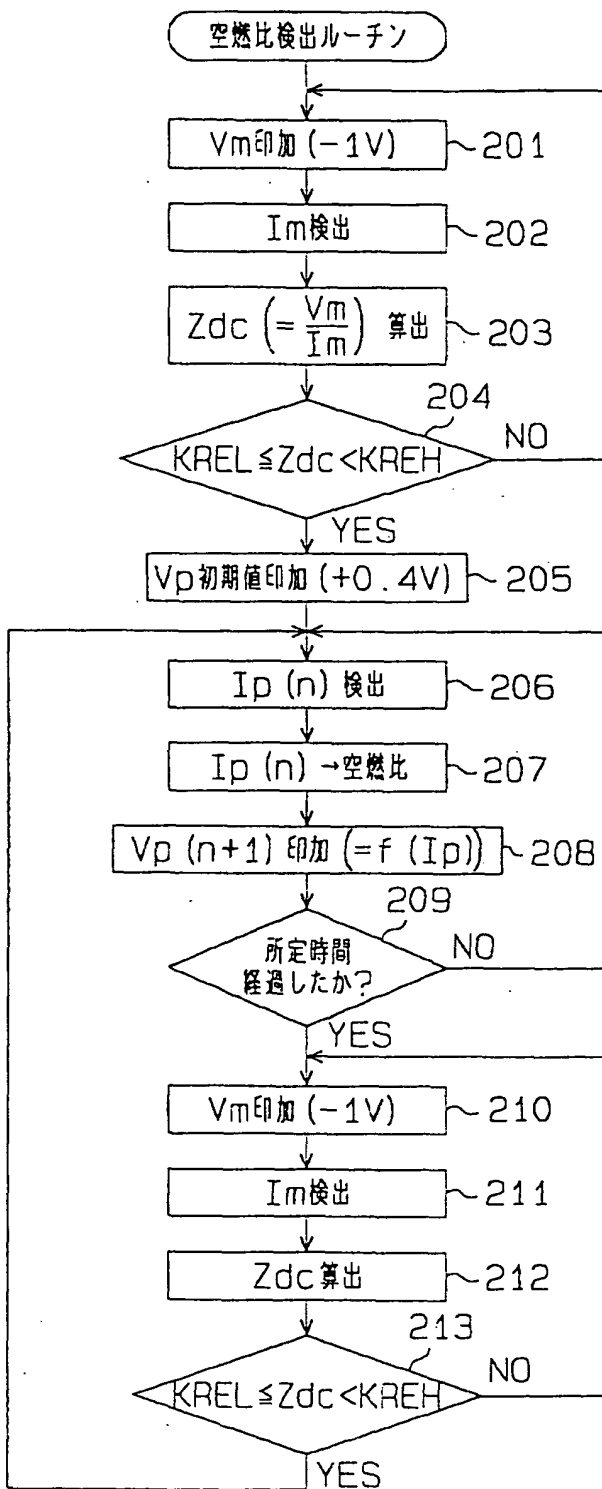 空燃比検出ルーチン
Vm印加(-1V)
201
Im検出
202
Zdc(=Vm/Im)算出
203
204
KREL≦Zdc<KREH
NO
YES
Vp初期値印加(+0.4V)
205
Ip(n)検出
206
Ip(n)→空燃比
207
Vp(n+1)印加(=f(Ip))
208
209
所定時間
経過したか?
NO
YES
Vm印加(-1V)
210
Im検出
211
Zdc算出
212
213
KREL≦Zdc<KREH
NO
YES